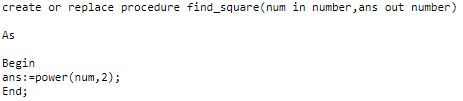 create or replace procedure find_square(num in number,ans out number)
As
Begin
ans:=power(num,2);
End;